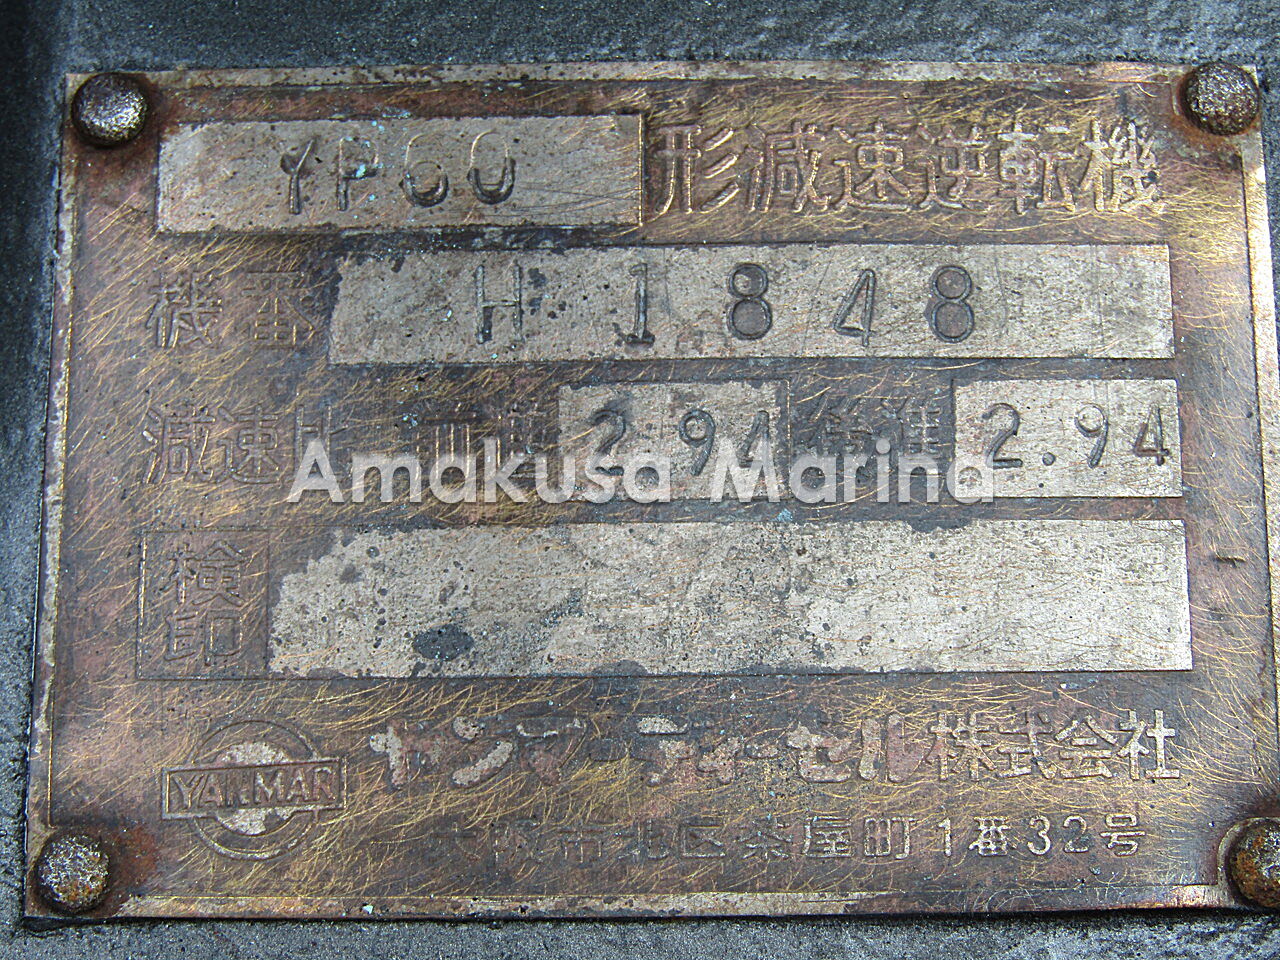 YP60 形減速逆転機
機番 H1848
減速比 前進 2.94 後進 2.94
Amakusa Marina
検印
YANMAR ヤンマーディーゼル株式会社
大阪市北区茶屋町1番32号